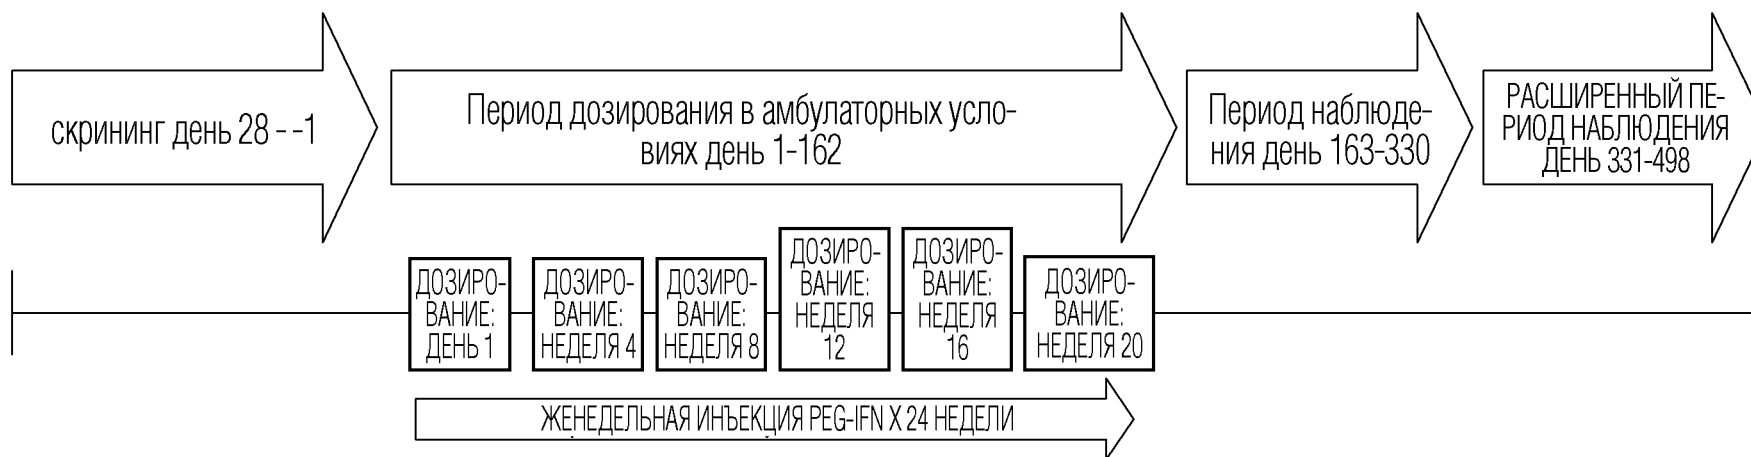 скрининг день 28 - -1
Период дозирования в амбулаторных усло-
виях день 1-162
Период наблюде-
ния день 163-330
РАСШИРЕННЫЙ ПЕ-
РИОД НАБЛЮДЕНИЯ
ДЕНЬ 331-498
ДОЗИРО-
ВАНИЕ:
ДЕНЬ 1
ДОЗИРО-
ВАНИЕ:
НЕДЕЛЯ 4
ДОЗИРО-
ВАНИЕ:
НЕДЕЛЯ 8
ДОЗИРО-
ВАНИЕ:
НЕДЕЛЯ
12
ДОЗИРО-
ВАНИЕ:
НЕДЕЛЯ
16
ДОЗИРО-
ВАНИЕ:
НЕДЕЛЯ 20
ЖЕНЕДЕЛЬНАЯ ИНЪЕКЦИЯ PEG-IFN X 24 НЕДЕЛИ